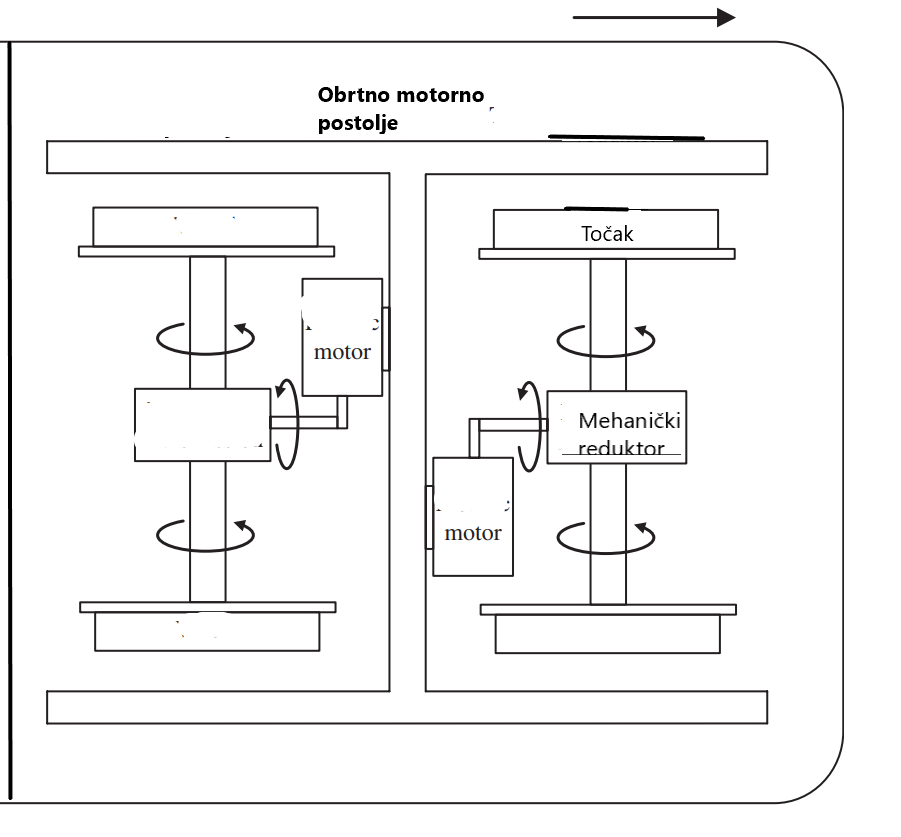 Obrtno motorno
postolje
Točak
motor
Mehanički
reduktor
motor